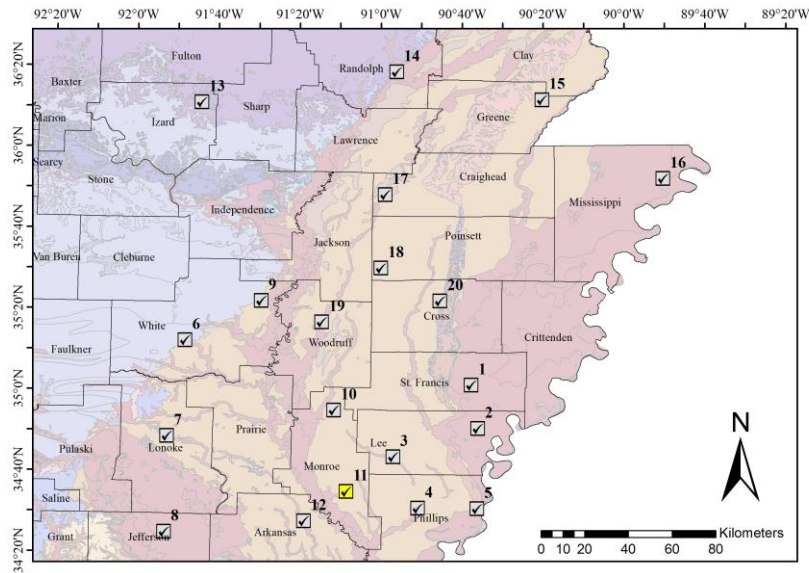 92°20'W 92°0'W 91°40'W 91°20'W 91°0'W 90°40'W 90°20'W 90°0'W 89°40'W 89°20'W
36°20'N
36°0'N
35°40'N
35°20'N
35°0'N
34°40'N
34°20'N
Fulton
Randolph
14
Clay
Baxter
13
Sharp
15
Marion
Izard
Greene
Lawrence
Searcy
Stone
17
Craighead
16
Mississippi
Independence
Jackson
Poinsett
Van Buren
Cleburne
18
9
20
White
6
19
Cross
Woodruff
Crittenden
Faulkner
St. Francis
1
10
2
7
Prairie
Lee
3
Pulaski
Lonoke
Monroe
11
N
Saline
4
5
8
12
Phillips
Grant
Jefferson
Arkansas
Kilometers
0 10 20 40 60 80